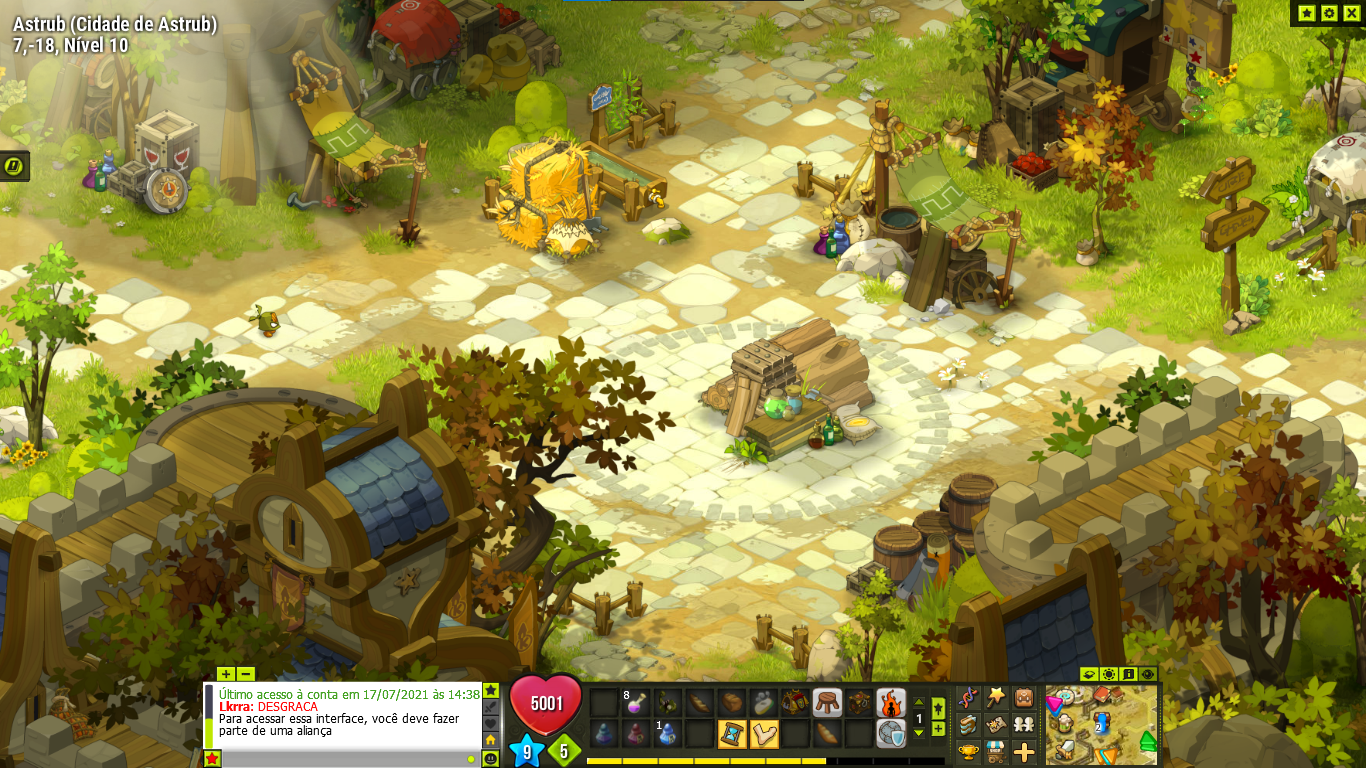 Astrub (Cidade de Astrub)
7,-18, Nível 10
Último acesso à conta em 17/07/2021 às 14:38
Lkrra: DESGRACA
Para acessar essa interface, você deve fazer
parte de uma aliança
5001
9
5
8
1
1
2